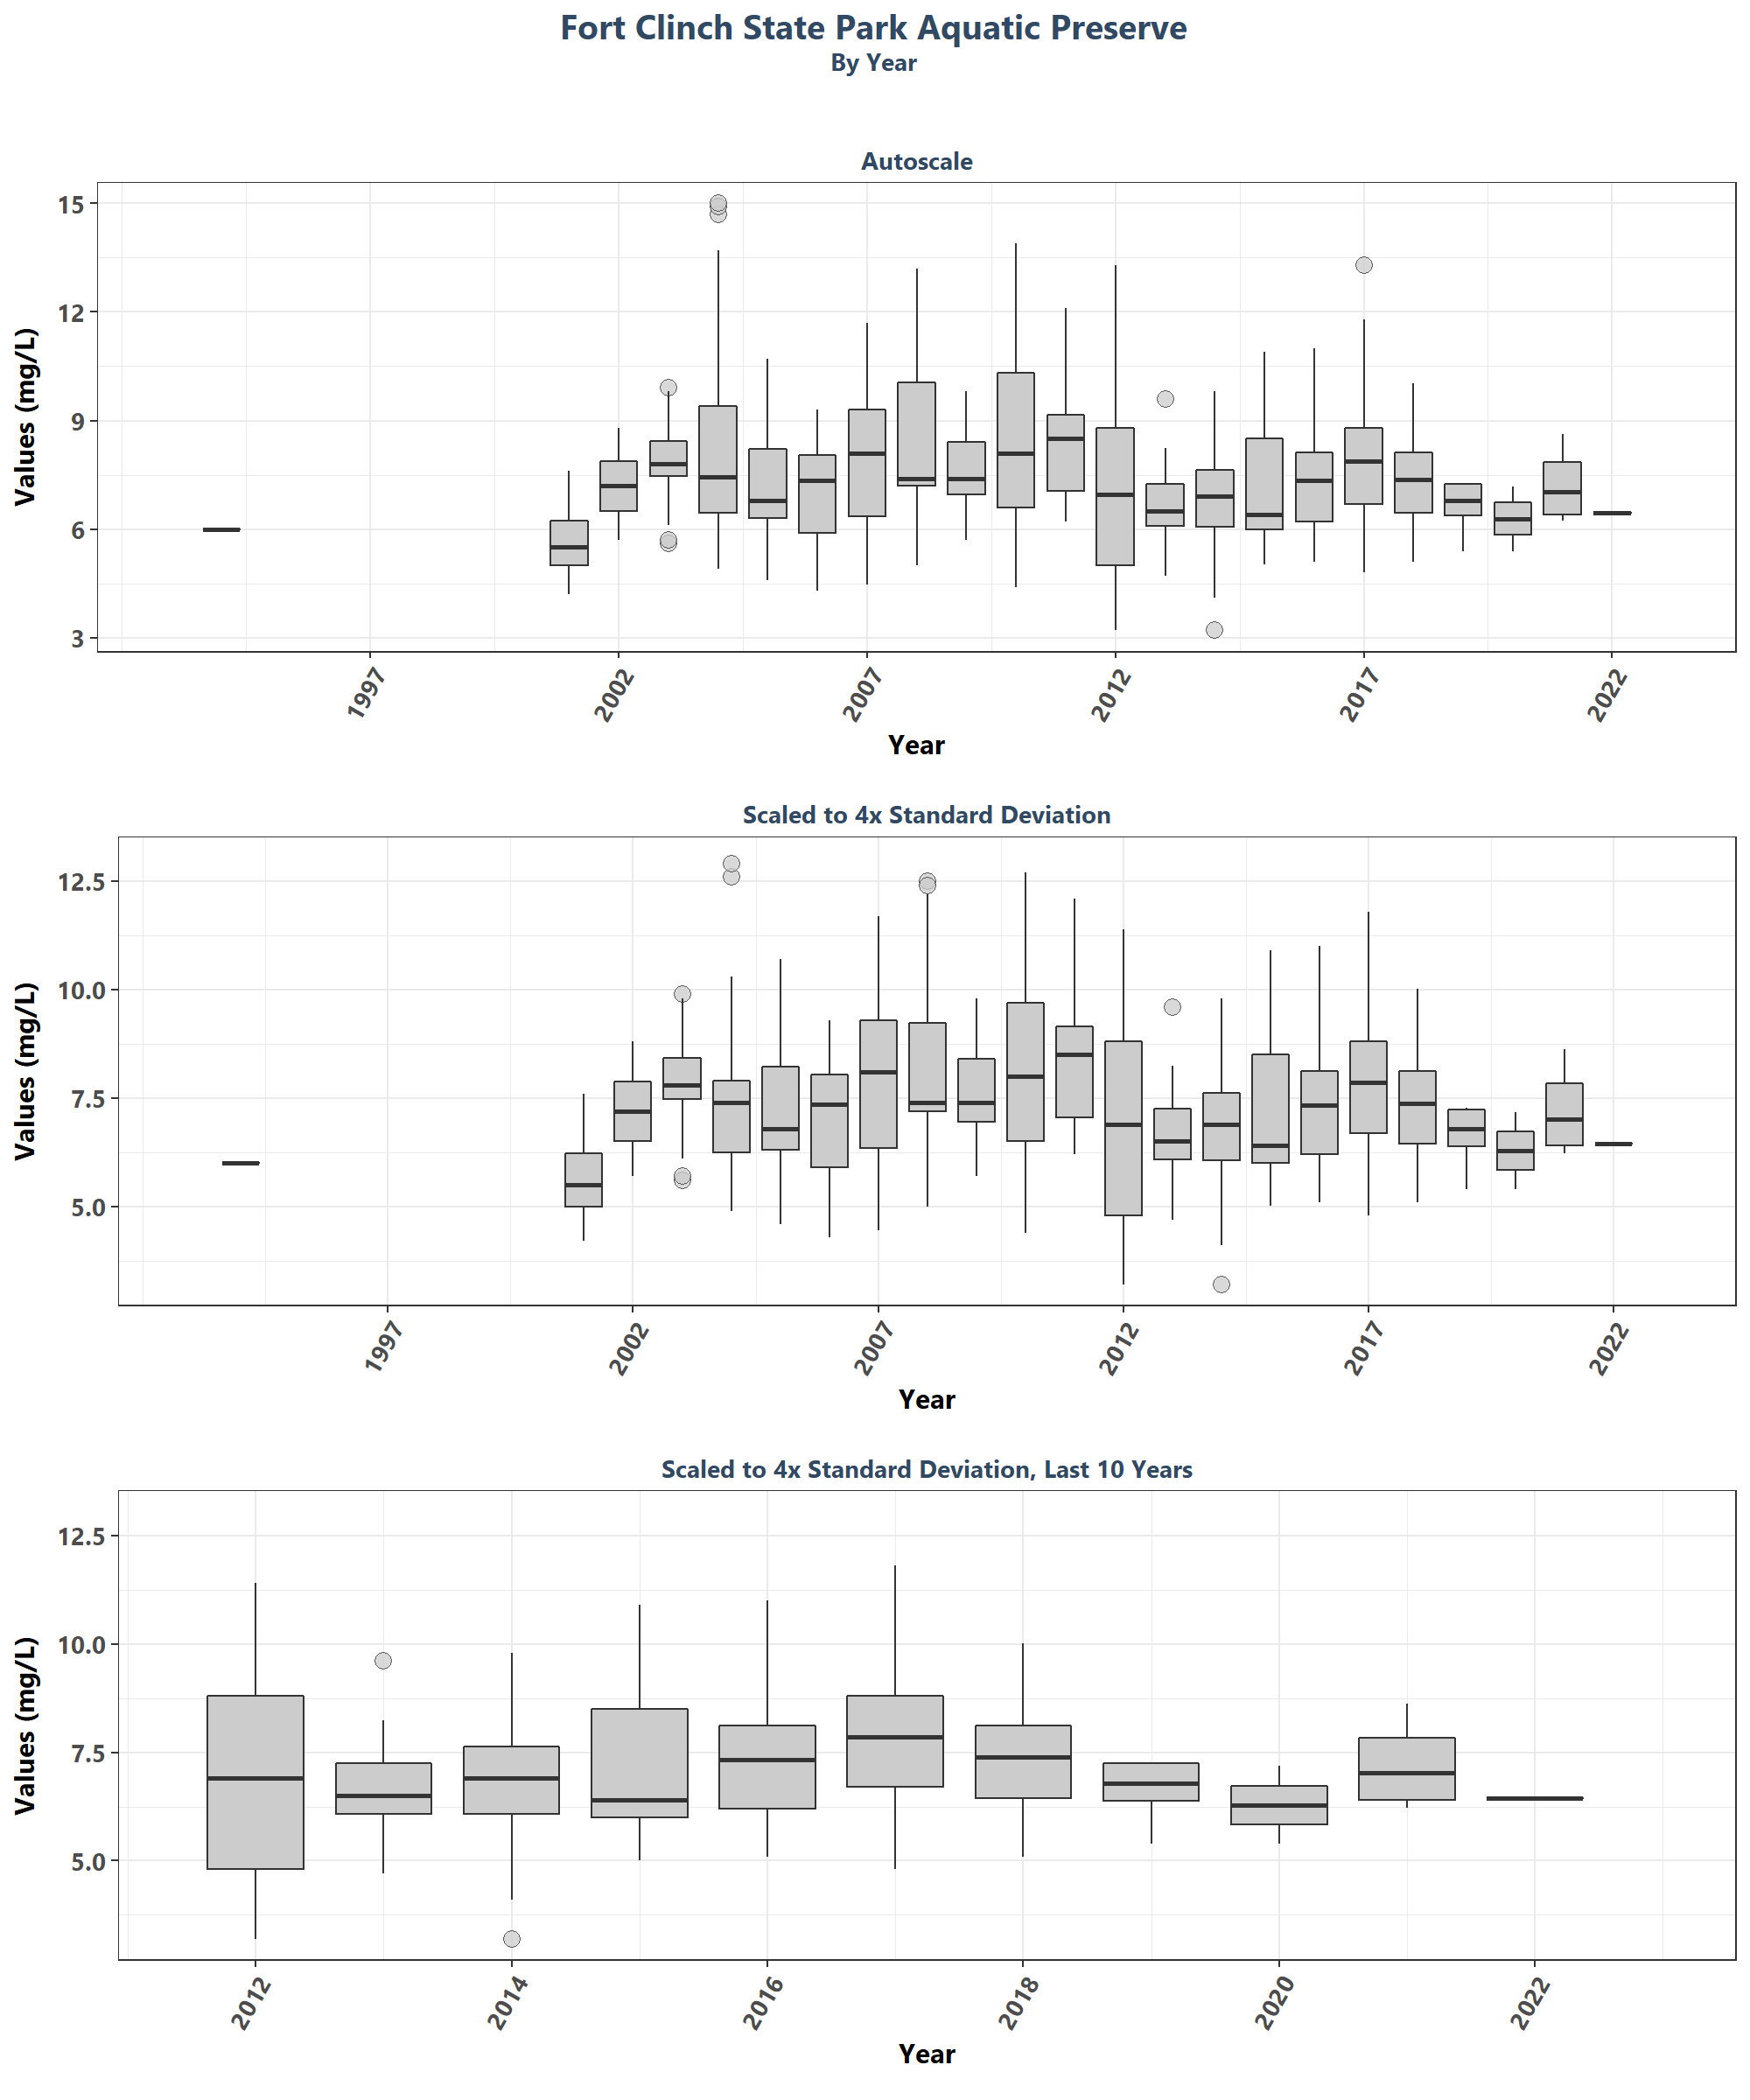 Fort Clinch State Park Aquatic Preserve
By Year
Autoscale
Values (mg/L)
15
12
9
6
3
1997 2002 2007 2012 2017 2022
Year
Scaled to 4x Standard Deviation
Values (mg/L)
12.5
10.0
7.5
5.0
1997 2002 2007 2012 2017 2022
Year
Scaled to 4x Standard Deviation, Last 10 Years
Values (mg/L)
12.5
10.0
7.5
5.0
2012 2014 2016 2018 2020 2022
Year